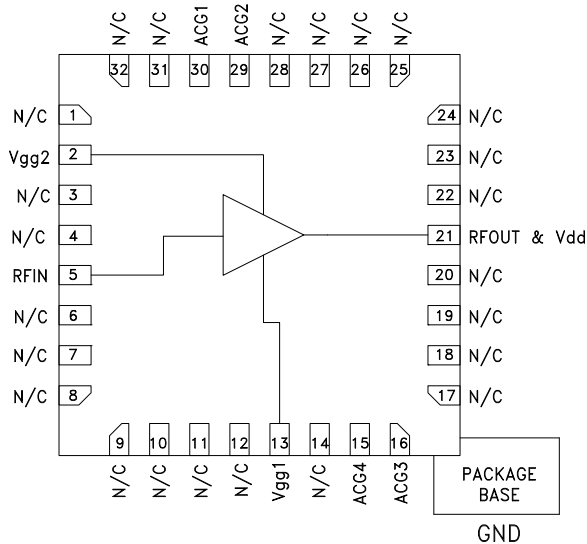 N/C N/C ACG1 ACG2 N/C N/C N/C N/C
32 31 30 29 28 27 26 25
N/C 1
Vgg2 2
N/C 3
N/C 4
RFIN 5
N/C 6
N/C 7
N/C 8
24 N/C
23 N/C
22 N/C
21 RFOUT & Vdd
20 N/C
19 N/C
18 N/C
17 N/C
9 10 11 12 13 14 15 16
N/C N/C N/C N/C Vgg1 N/C ACG4 ACG3
PACKAGE
BASE
GND